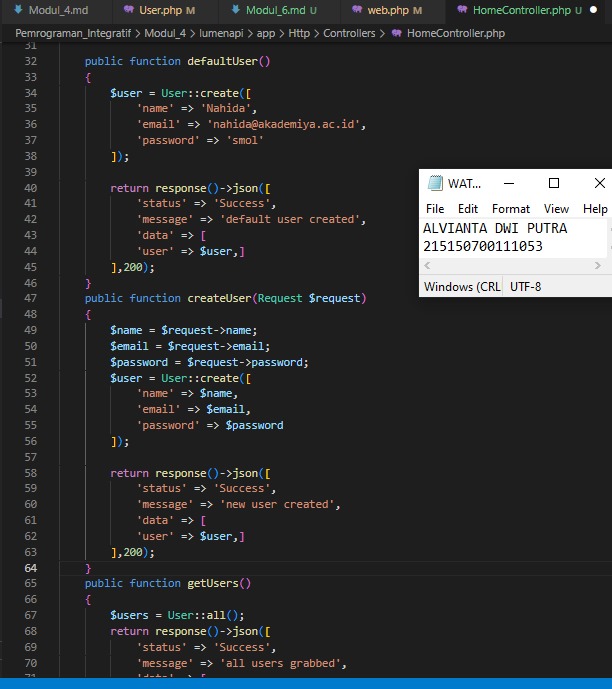 Modul_4.md
User.php M
Modul_6.md U
web.php M
HomeController.php U
Pemrograman_Integratif > Modul_4 > lumenapi > app > Http > Controllers > HomeController.php
31
32 public function defaultUser()
33 {
34 $user = User::create([
35 'name' => 'Nahida',
36 'email' => 'nahida@akademiya.ac.id',
37 'password' => 'smol'
38 ]);
39
40 return response()->json([
41 'status' => 'Success',
42 'message' => 'default user created',
43 'data' => [
44 'user' => $user,]
45 ],200);
46 }
47 public function createUser(Request $request)
48 {
49 $name = $request->name;
50 $email = $request->email;
51 $password = $request->password;
52 $user = User::create([
53 'name' => $name,
54 'email' => $email,
55 'password' => $password
56 ]);
57
58 return response()->json([
59 'status' => 'Success',
60 'message' => 'new user created',
61 'data' => [
62 'user' => $user,]
63 ],200);
64 }
65 public function getUsers()
66 {
67 $users = User::all();
68 return response()->json([
69 'status' => 'Success',
70 'message' => 'all users grabbed',
WAT...
File Edit Format View Help
ALVIANTA DWI PUTRA
215150700111053
Windows (CRL UTF-8